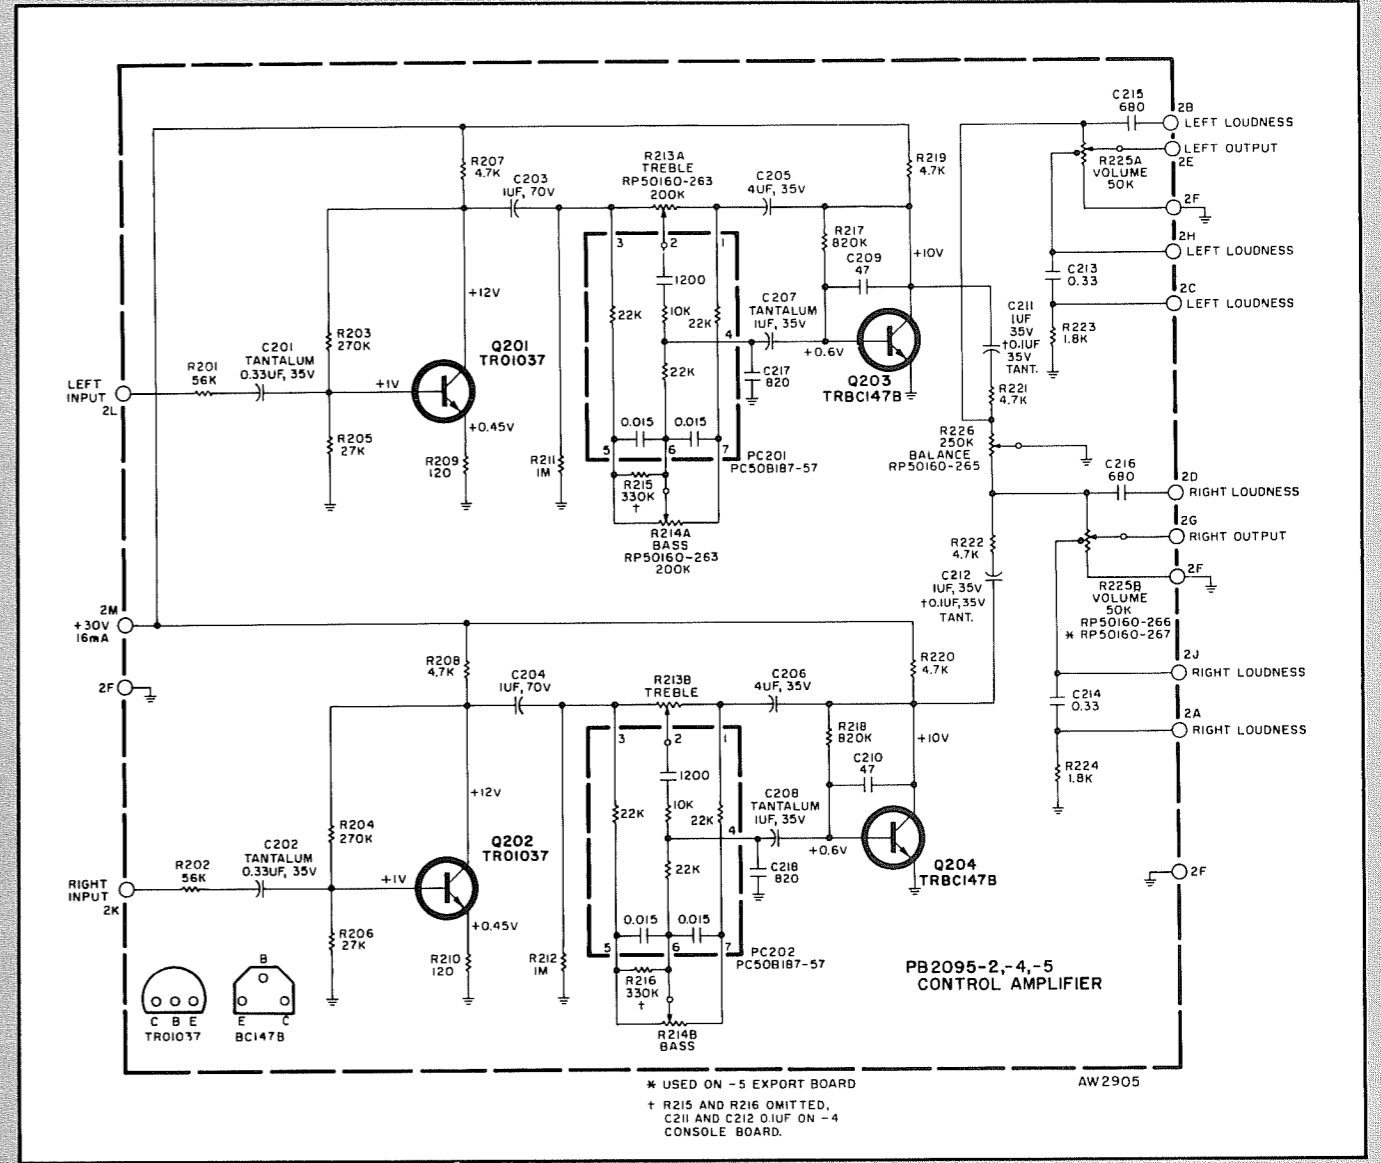 C215
680
2B
LEFT LOUDNESS
LEFT OUTPUT
2E
R225A
VOLUME
50K
2F
2H
LEFT LOUDNESS
C213
0.33
2C
LEFT LOUDNESS
R223
1.8K
R207
4.7K
C203
1UF, 70V
R213A
TREBLE
RP50160-263
200K
C205
4UF, 35V
R219
4.7K
3
2
1
R217
820K
C209
47
+10V
1200
+12V
22K
10K
22K
4
C207
TANTALUM
1UF, 35V
C211
1UF
35V
†0.1UF
35V
TANT.
R203
270K
Q201
TR01037
+0.6V
C201
TANTALUM
0.33UF, 35V
R201
56K
LEFT
INPUT
2L
+1V
22K
C217
820
Q203
TRBC147B
R221
4.7K
+0.45V
R205
27K
R209
120
R211
1M
0.015
0.015
5
6
7
PC201
PC50B187-57
R226
250K
BALANCE
RP50160-265
R215
330K
†
R214A
BASS
RP50160-263
200K
C216
680
2D
RIGHT LOUDNESS
2G
RIGHT OUTPUT
R222
4.7K
C212
1UF, 35V
†0.1UF, 35V
TANT.
2F
R225B
VOLUME
50K
RP50160-266
* RP50160-267
2M
+30V
16mA
2F
2J
RIGHT LOUDNESS
C214
0.33
2A
RIGHT LOUDNESS
R224
1.8K
R208
4.7K
C204
1UF, 70V
R213B
TREBLE
C206
4UF, 35V
R220
4.7K
3
2
1
R218
820K
+10V
C210
47
1200
+12V
22K
10K
22K
4
C208
TANTALUM
1UF, 35V
R204
270K
Q202
TR01037
+0.6V
C202
TANTALUM
0.33UF, 35V
R202
56K
RIGHT
INPUT
2K
+1V
22K
C218
820
Q204
TRBC147B
2F
+0.45V
R206
27K
R210
120
R212
1M
0.015
0.015
5
6
7
PC202
PC50B187-57
R216
330K
†
R214B
BASS
C B E
TR01037
B
E C
BC147B
PB2095-2,-4,-5
CONTROL AMPLIFIER
AW2905
* USED ON -5 EXPORT BOARD
† R215 AND R216 OMITTED,
C211 AND C212 0.1UF ON -4
CONSOLE BOARD.